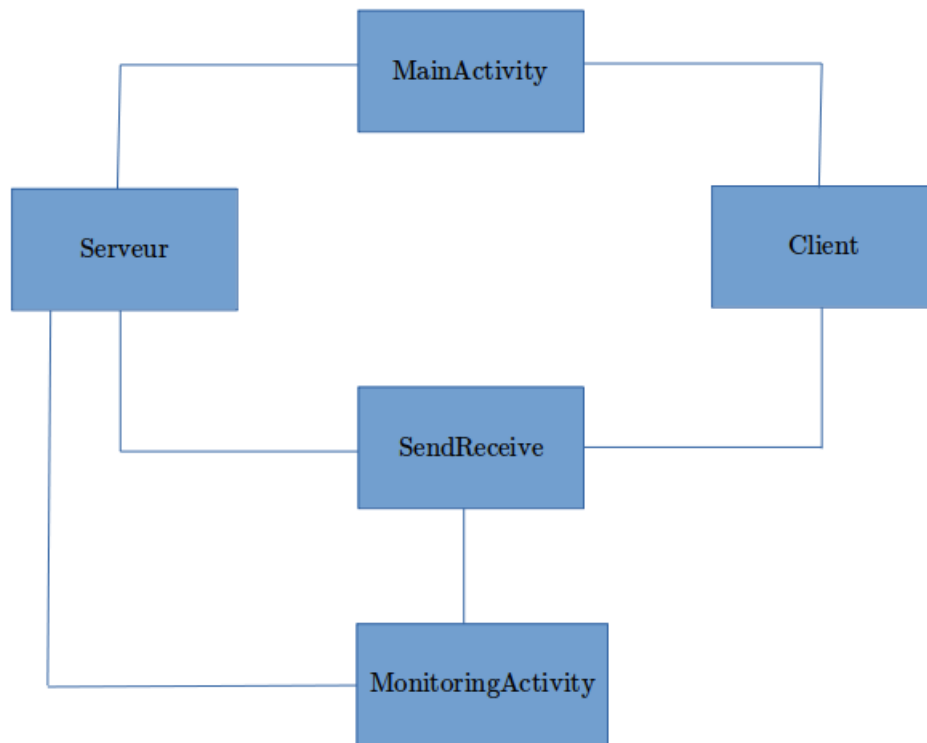 MainActivity
Serveur
Client
SendReceive
MonitoringActivity